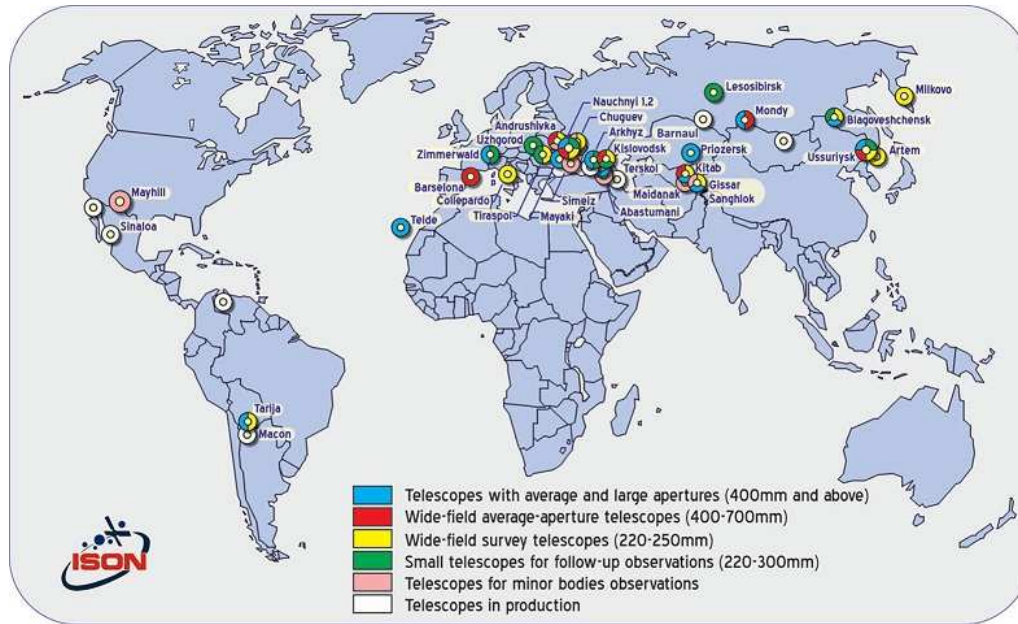 Lesosibirsk
Milkovo
Nauchnyi 1,2
Mondy
Chuguev
Blagoveshchensk
Andrushivka
Arkhyz
Barnaul
Uzhgorod
Kislovodsk
Priozersk
Artem
Zimmerwald
Ussuriysk
Terskol
Kitab
Barselona
Maidanak
Gissar
Mayhill
Collepardo
Simeiz
Sanghlok
Tiraspol
Mayaki
Abastumani
Teide
Sinaloa
Tarija
Macon
Telescopes with average and large apertures (400mm and above)
Wide-field average-aperture telescopes (400-700mm)
Wide-field survey telescopes (220-250mm)
Small telescopes for follow-up observations (220-300mm)
Telescopes for minor bodies observations
Telescopes in production
ISON